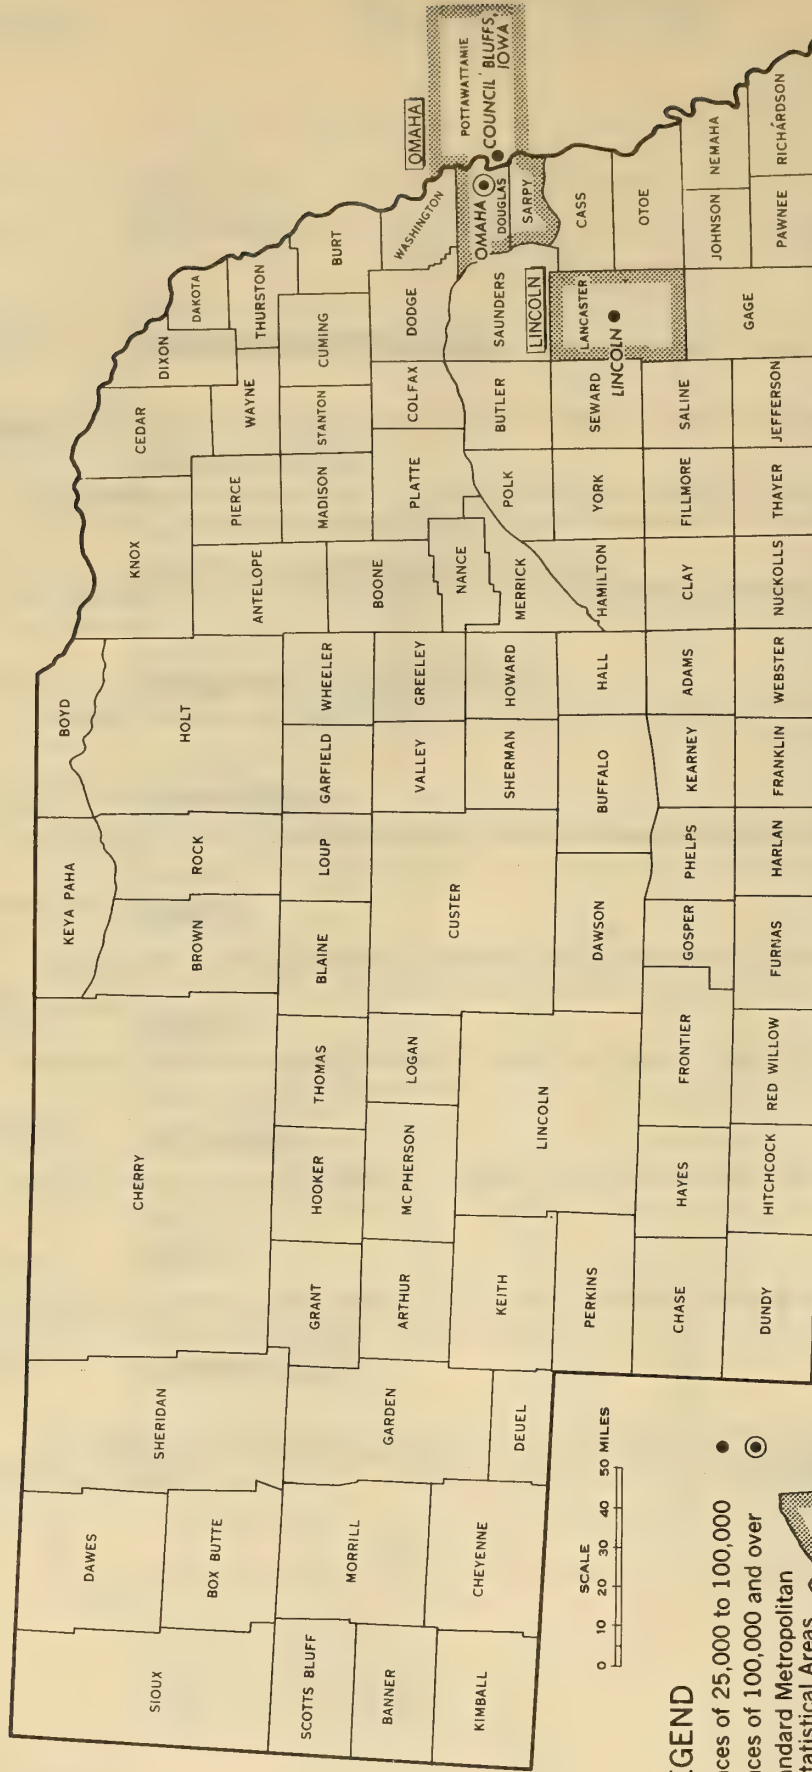 SIOUX
DAWES
BOX BUTTE
SHERIDAN
SCOTTS BLUFF
BANNER
KIMBALL
MORRILL
CHEYENNE
GARDEN
DEUEL
CHERRY
GRANT
HOOKER
THOMAS
ARTHUR
MC PHERSON
LOGAN
KEITH
LINCOLN
PERKINS
CHASE
HAYES
FRONTIER
DUNDY
HITCHCOCK
RED WILLOW
KEYA PAHA
BOYD
BROWN
ROCK
HOLT
BLAINE
LOUP
GARFIELD
WHEELER
CUSTER
VALLEY
GREELEY
SHERMAN
HOWARD
DAWSON
BUFFALO
HALL
GOSPER
PHELPS
KEARNEY
ADAMS
FURNAS
HARLAN
FRANKLIN
WEBSTER
KNOX
CEDAR
DIXON
DAKOTA
ANTELOPE
PIERCE
WAYNE
THURSTON
BOONE
MADISON
STANTON
CUMING
BURT
NANCE
PLATTE
COLFAX
DODGE
WASHINGTON
MERRICK
POLK
BUTLER
SAUNDERS
OMAHA
DOUGLAS
SARPY
OMAHA
POTTAWATTAMIE
COUNCIL BLUFFS,
IOWA
HAMILTON
YORK
SEWARD
LINCOLN
LANCASTER
LINCOLN
CASS
OTOE
CLAY
FILLMORE
SALINE
GAGE
JOHNSON
NEMAHA
NUCKOLLS
THAYER
JEFFERSON
PAWNEE
RICHARDSON
SCALE
0 10 20 30 40 50 MILES
GEND
ces of 25,000 to 100,000
ces of 100,000 and over
ndard Metropolitan
tatistical Areas